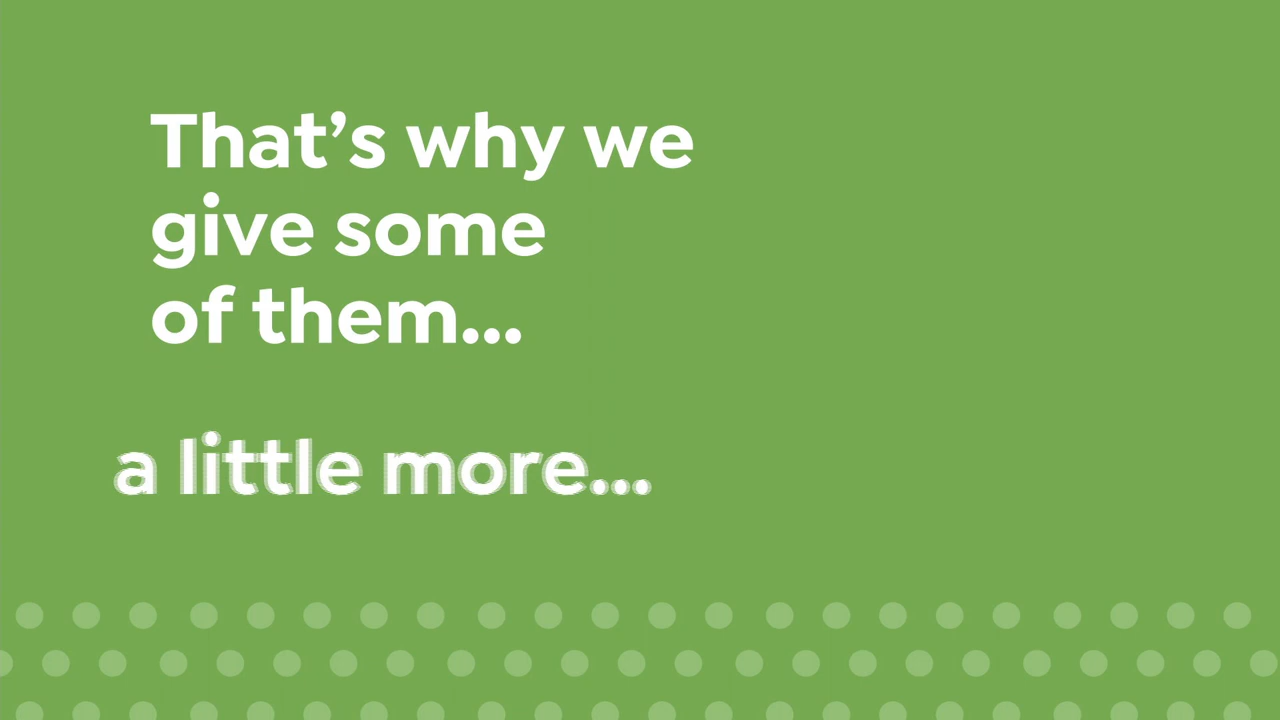 That’s why we
give some
of them...
a little more...